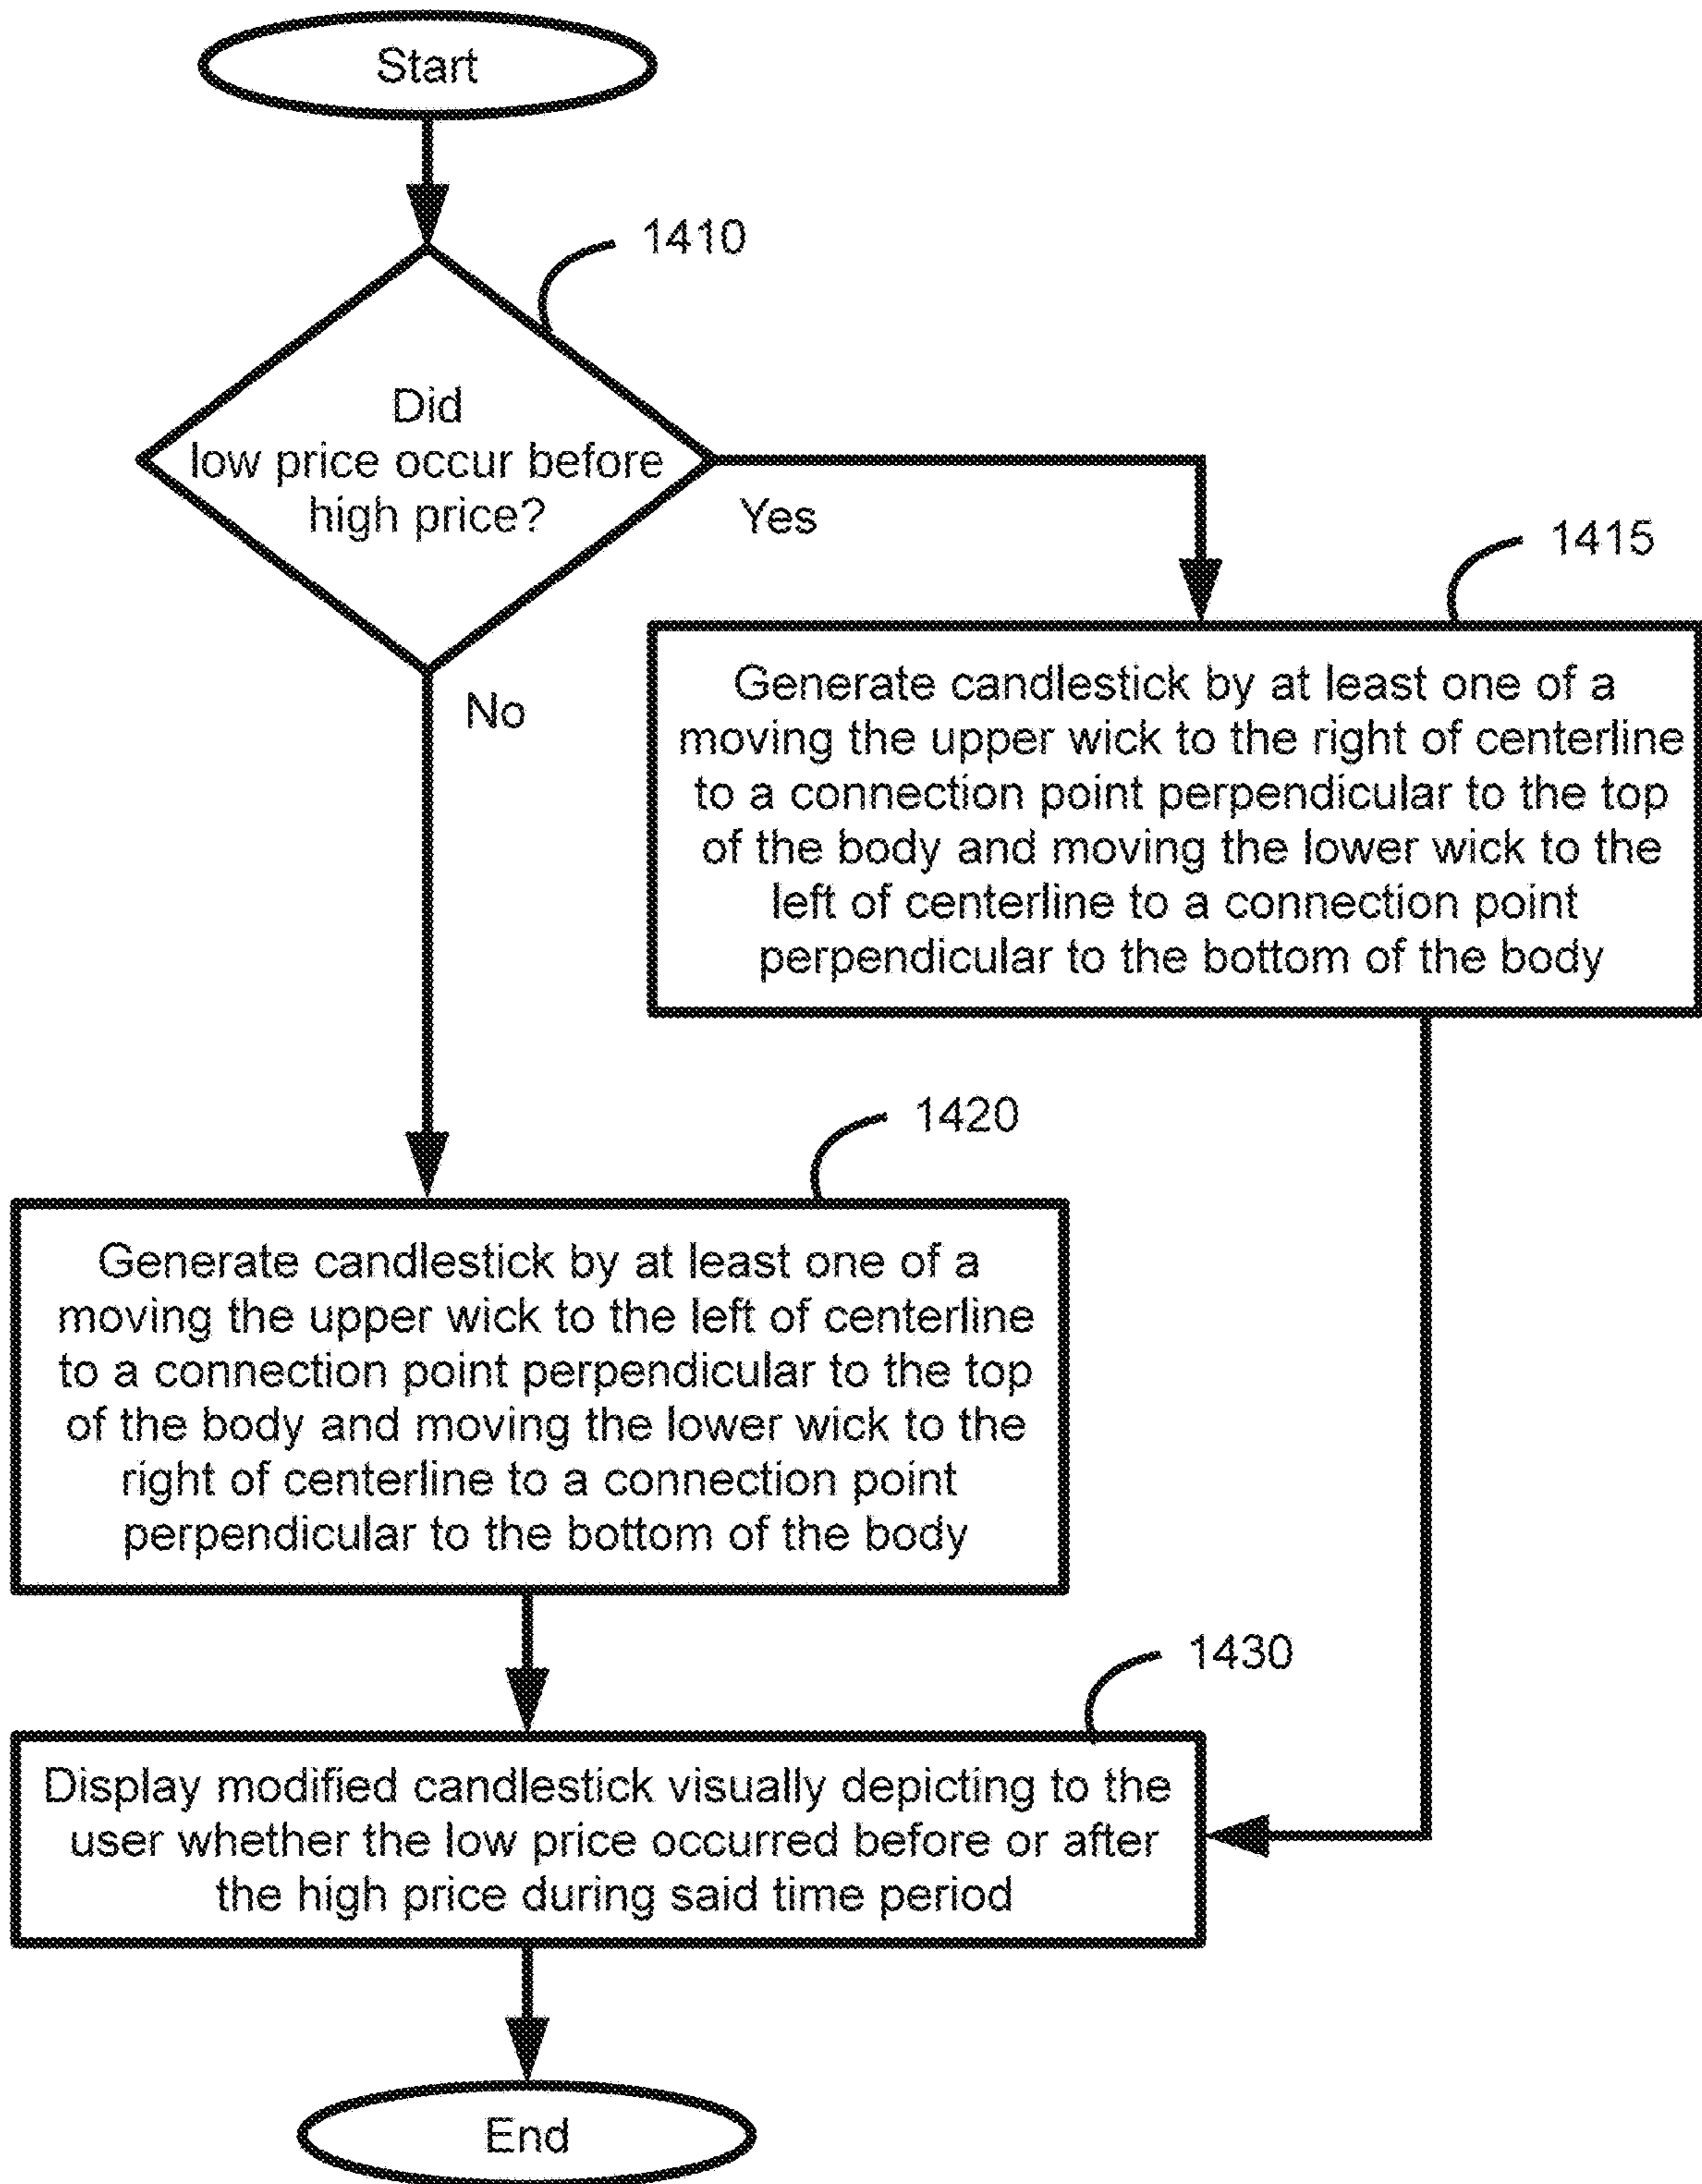 Start
1410
Did
low price occur before
high price?
Yes
1415
Generate candlestick by at least one of a
moving the upper wick to the right of centerline
to a connection point perpendicular to the top
of the body and moving the lower wick to the
left of centerline to a connection point
perpendicular to the bottom of the body
No
1420
Generate candlestick by at least one of a
moving the upper wick to the left of centerline
to a connection point perpendicular to the top
of the body and moving the lower wick to the
right of centerline to a connection point
perpendicular to the bottom of the body
1430
Display modified candlestick visually depicting to the
user whether the low price occurred before or after
the high price during said time period
End